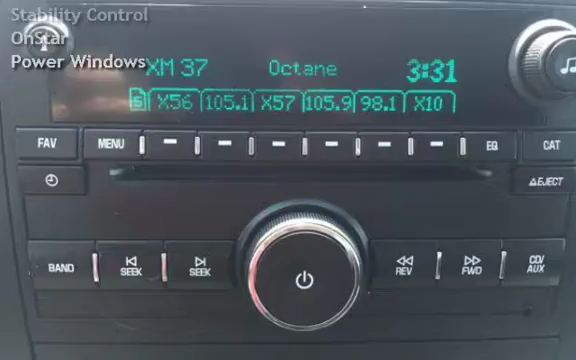 Stability Control
OnStar
Power Windows
XM 37 Octane 3:31
5 X56 105.1 X57 105.9 98.1 X10
FAV MENU EQ CAT
EJECT
BAND SEEK SEEK REV FWD CD/AUX